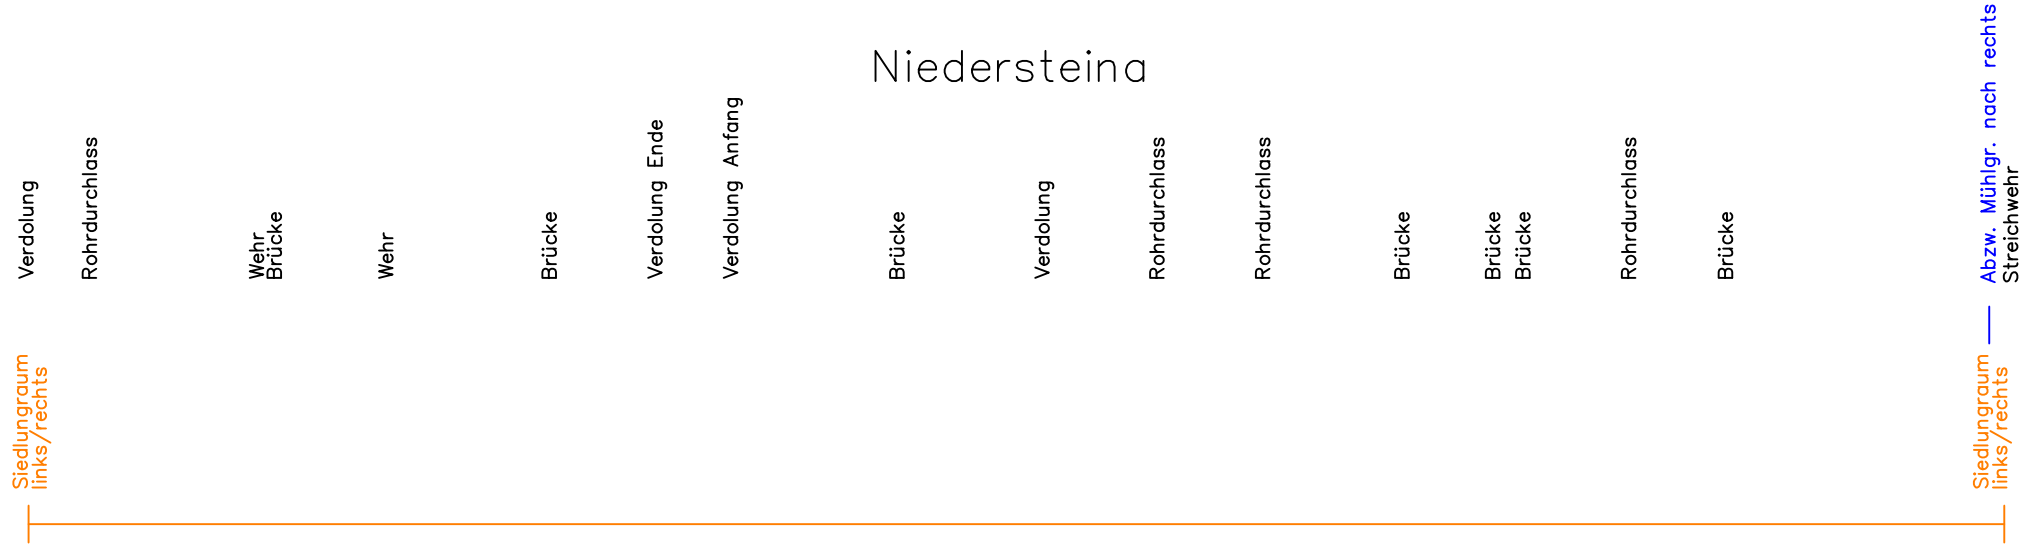 Niedersteina
Verdolung
Rohrdurchlass
Wehr
Brücke
Wehr
Brücke
Verdolung Ende
Verdolung Anfang
Brücke
Verdolung
Rohrdurchlass
Rohrdurchlass
Brücke
Brücke
Brücke
Rohrdurchlass
Brücke
Abzw. Mühlgr. nach rechts
Streichwehr
Siedlungraum
links/rechts
Siedlungraum
links/rechts